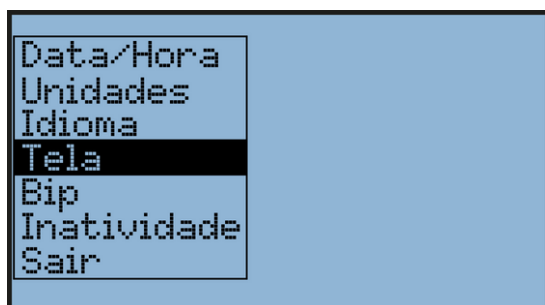 Data/Hora
Unidades
Idioma
Tela
Bip
Inatividade
Sair